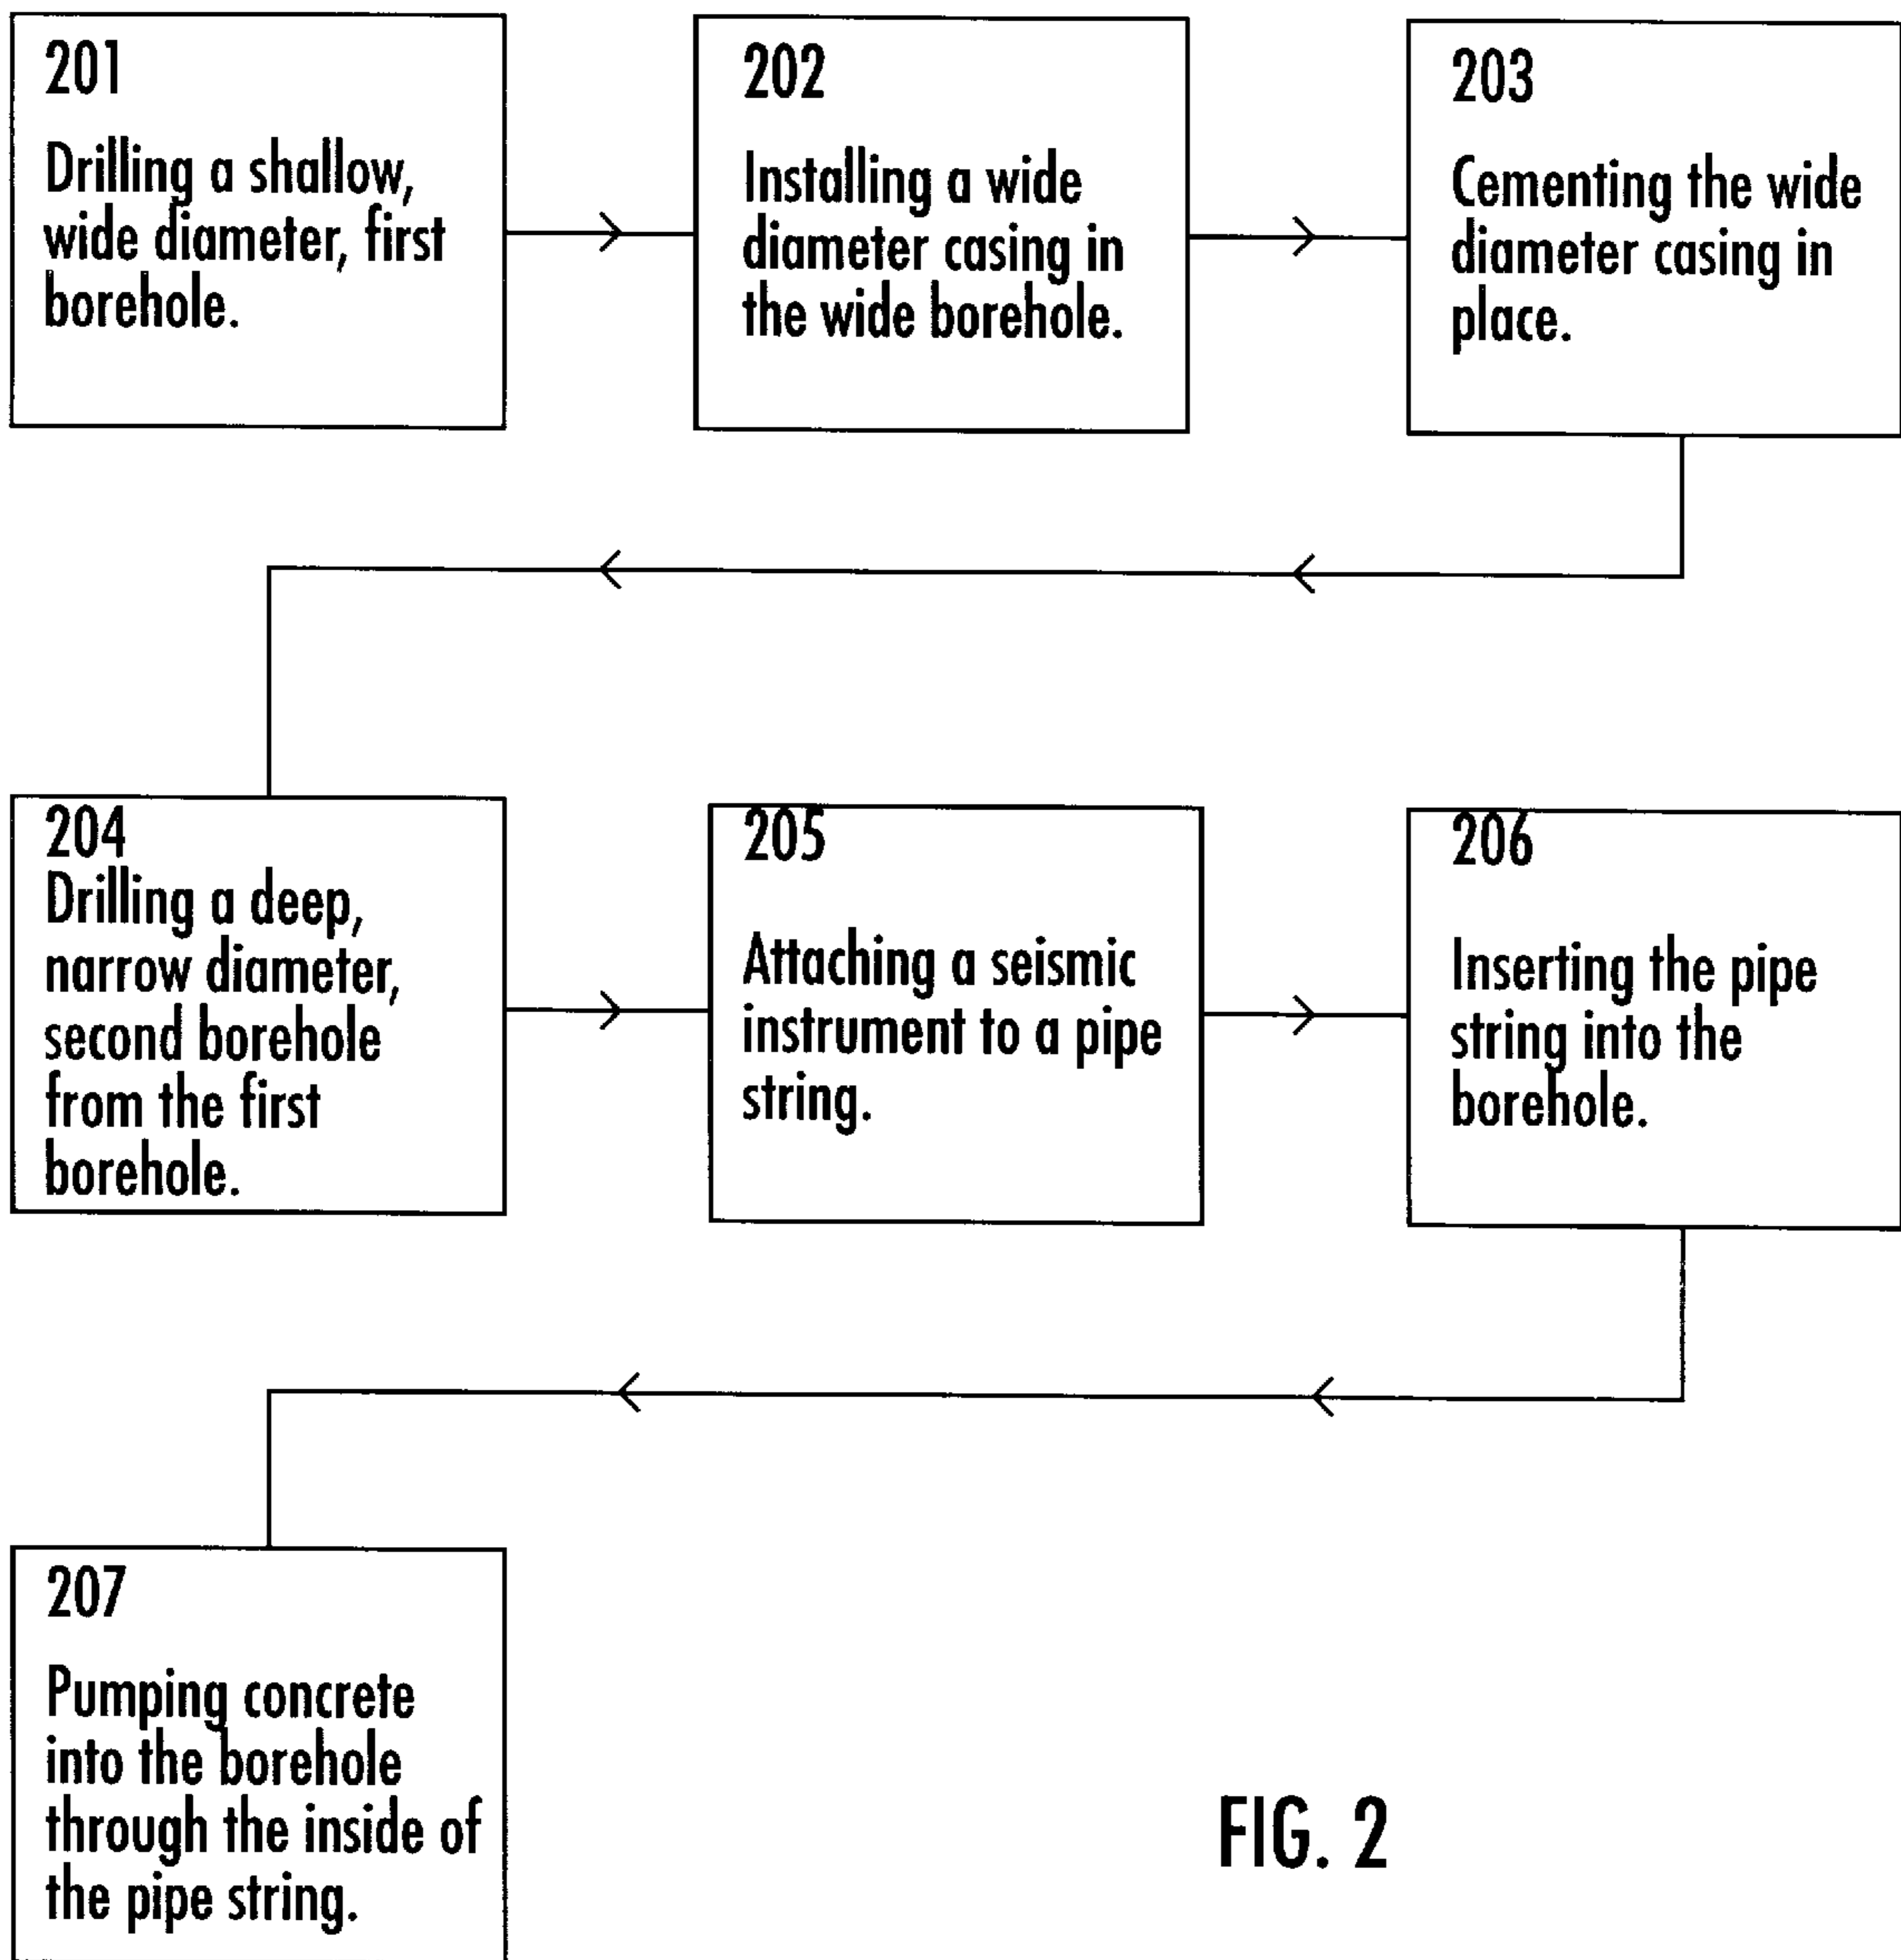 201
Drilling a shallow,
wide diameter, first
borehole.
202
Installing a wide
diameter casing in
the wide borehole.
203
Cementing the wide
diameter casing in
place.
204
Drilling a deep,
narrow diameter,
second borehole
from the first
borehole.
205
Attaching a seismic
instrument to a pipe
string.
206
Inserting the pipe
string into the
borehole.
207
Pumping concrete
into the borehole
through the inside of
the pipe string.
FIG. 2